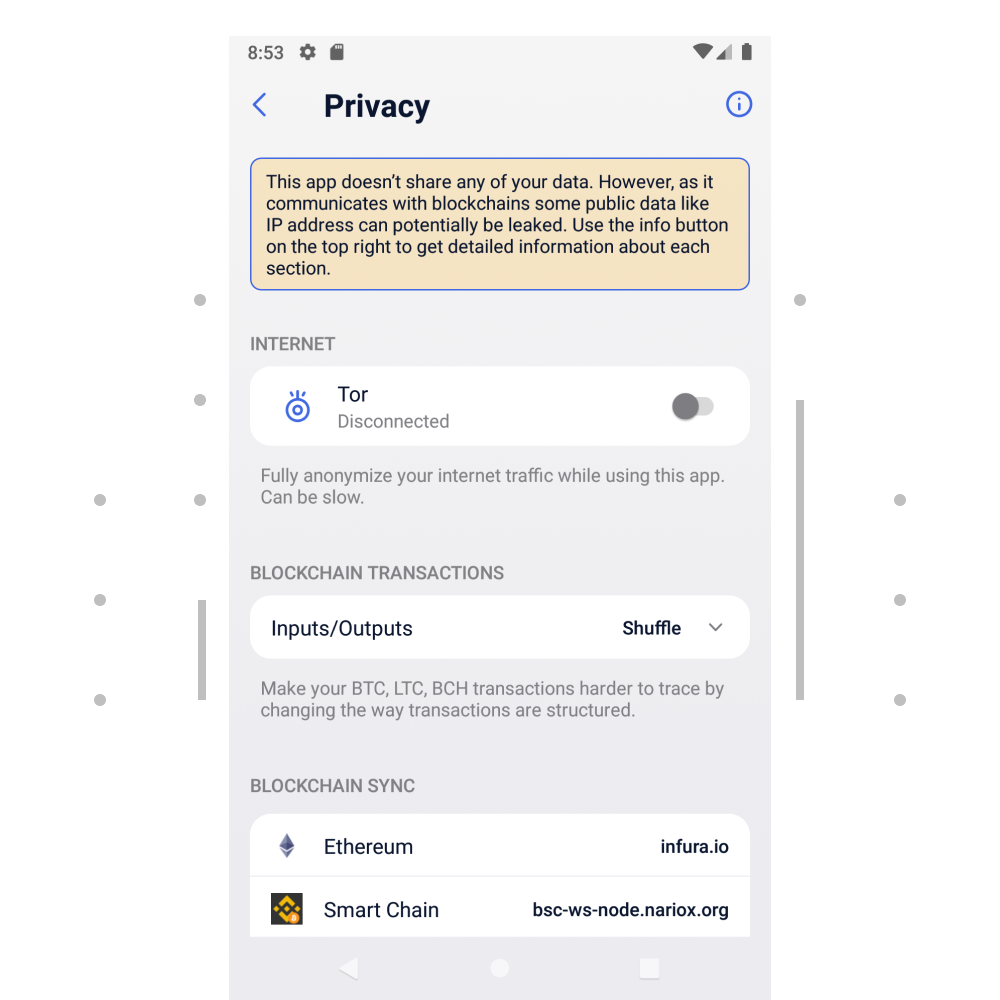 8:53
Privacy
This app doesn't share any of your data. However, as it
communicates with blockchains some public data like
IP address can potentially be leaked. Use the info button
on the top right to get detailed information about each
section.
INTERNET
Tor
Disconnected
Fully anonymize your internet traffic while using this app.
Can be slow.
BLOCKCHAIN TRANSACTIONS
Inputs/Outputs Shuffle
Make your BTC, LTC, BCH transactions harder to trace by
changing the way transactions are structured.
BLOCKCHAIN SYNC
Ethereum infura.io
Smart Chain bsc-ws-node.nariox.org